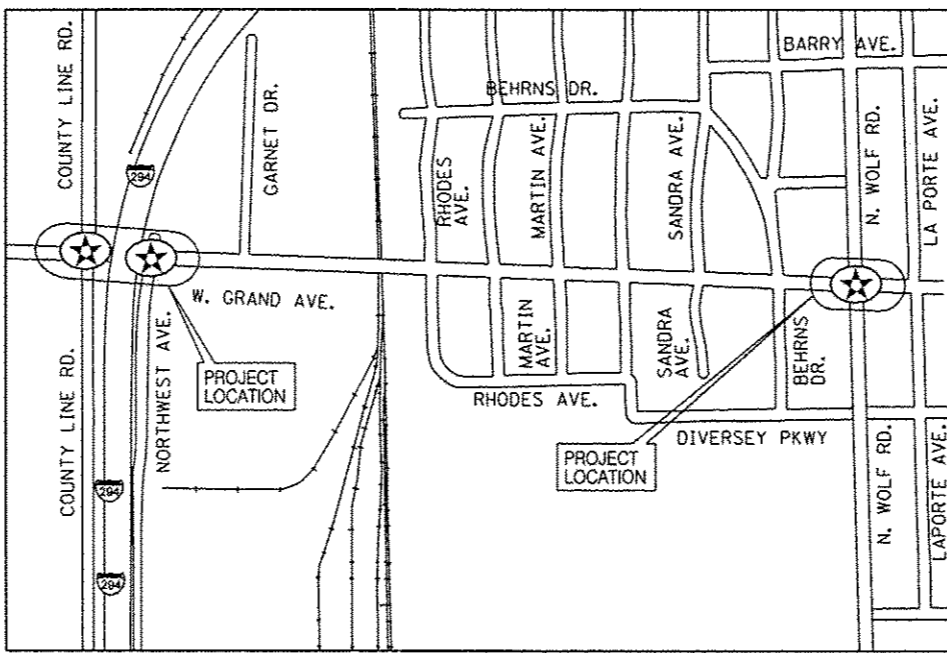 COUNTY LINE RD.
294
GARNET DR.
BEHRNS DR.
RHODES
AVE.
MARTIN AVE.
SANDRA AVE.
BARRY AVE.
N. WOLF RD.
LA PORTE AVE.
W. GRAND AVE.
COUNTY LINE RD.
NORTHWEST AVE.
PROJECT
LOCATION
MARTIN
AVE.
SANDRA
AVE.
BEHRNS
DR.
RHODES AVE.
DIVERSEY PKWY
PROJECT
LOCATION
N. WOLF RD.
LAPORTE AVE.
294
294